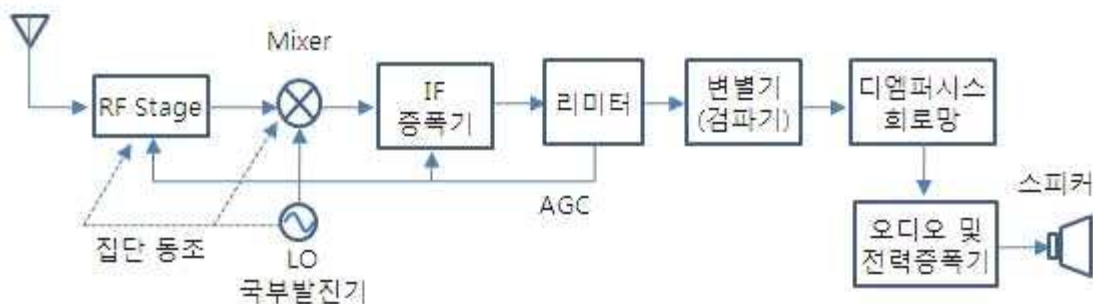 Mixer
RF Stage
IF
증폭기
리미터
변별기
(검파기)
디엠퍼시스
회로망
AGC
스피커
집단 동조
LO
국부발진기
오디오 및
전력증폭기